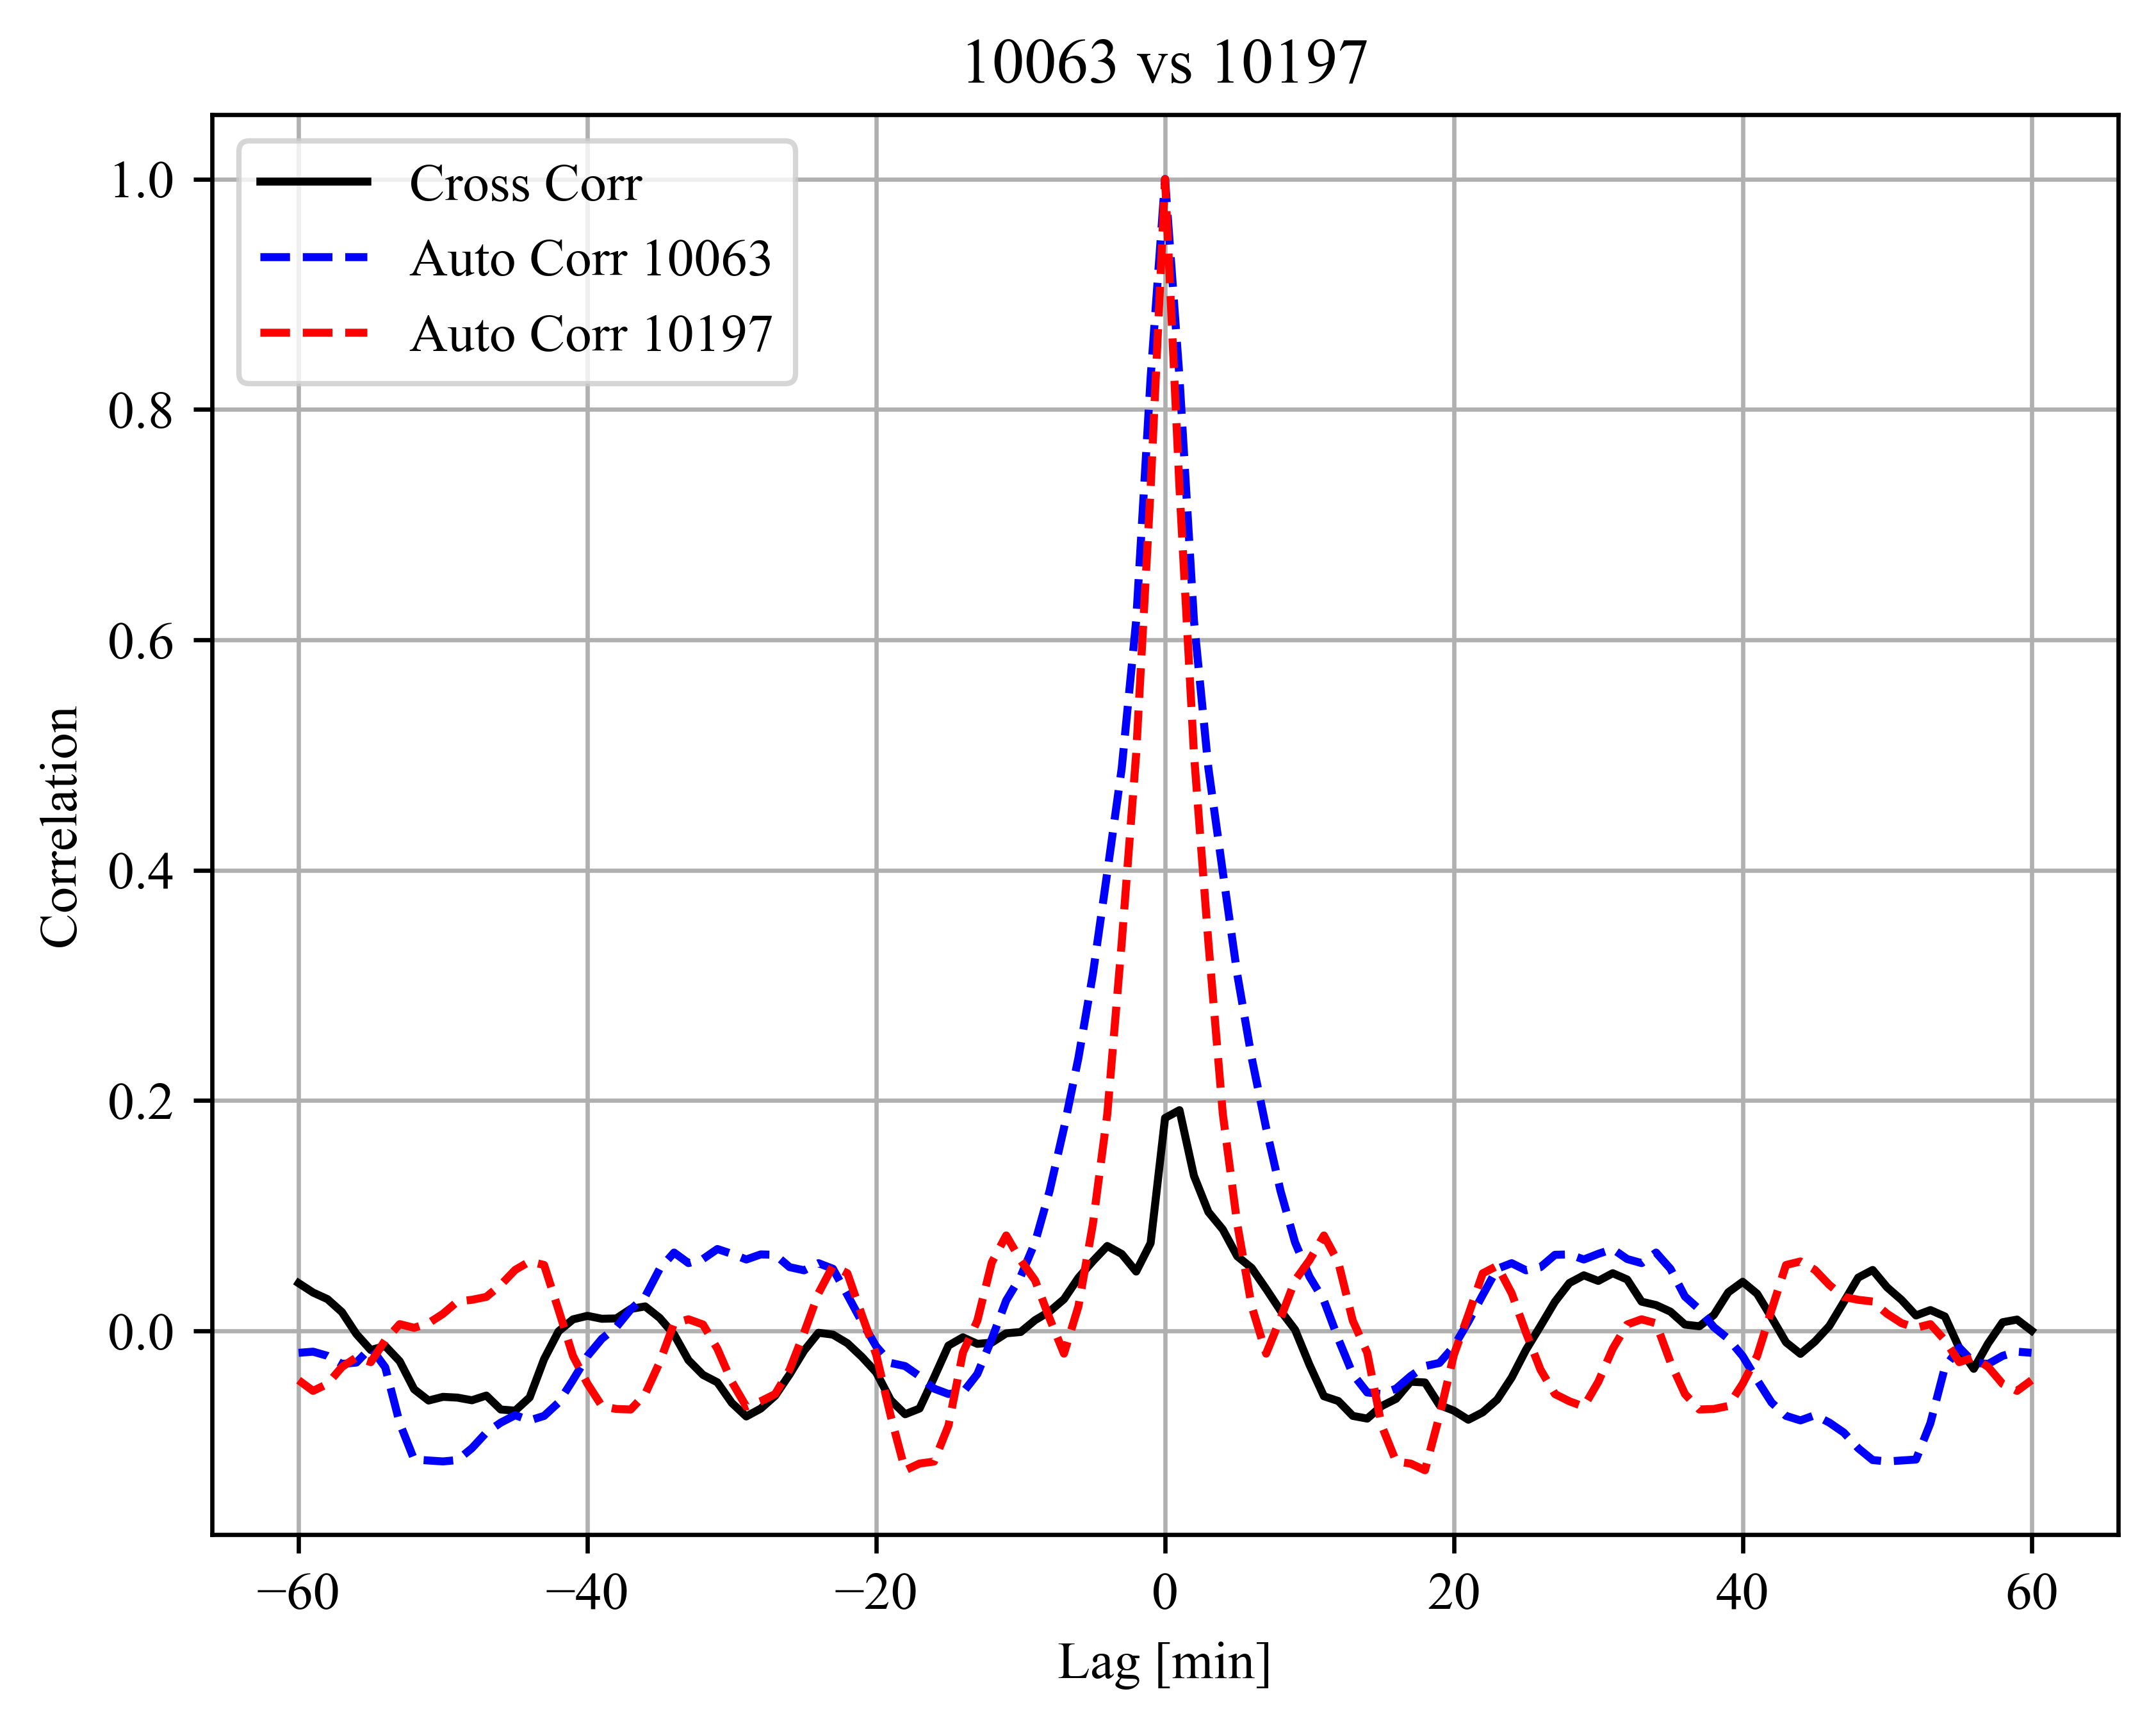 10063 vs 10197
Cross Corr
Auto Corr 10063
Auto Corr 10197
1.0
0.8
0.6
0.4
0.2
0.0
Correlation
−60 −40 −20 0 20 40 60
Lag [min]